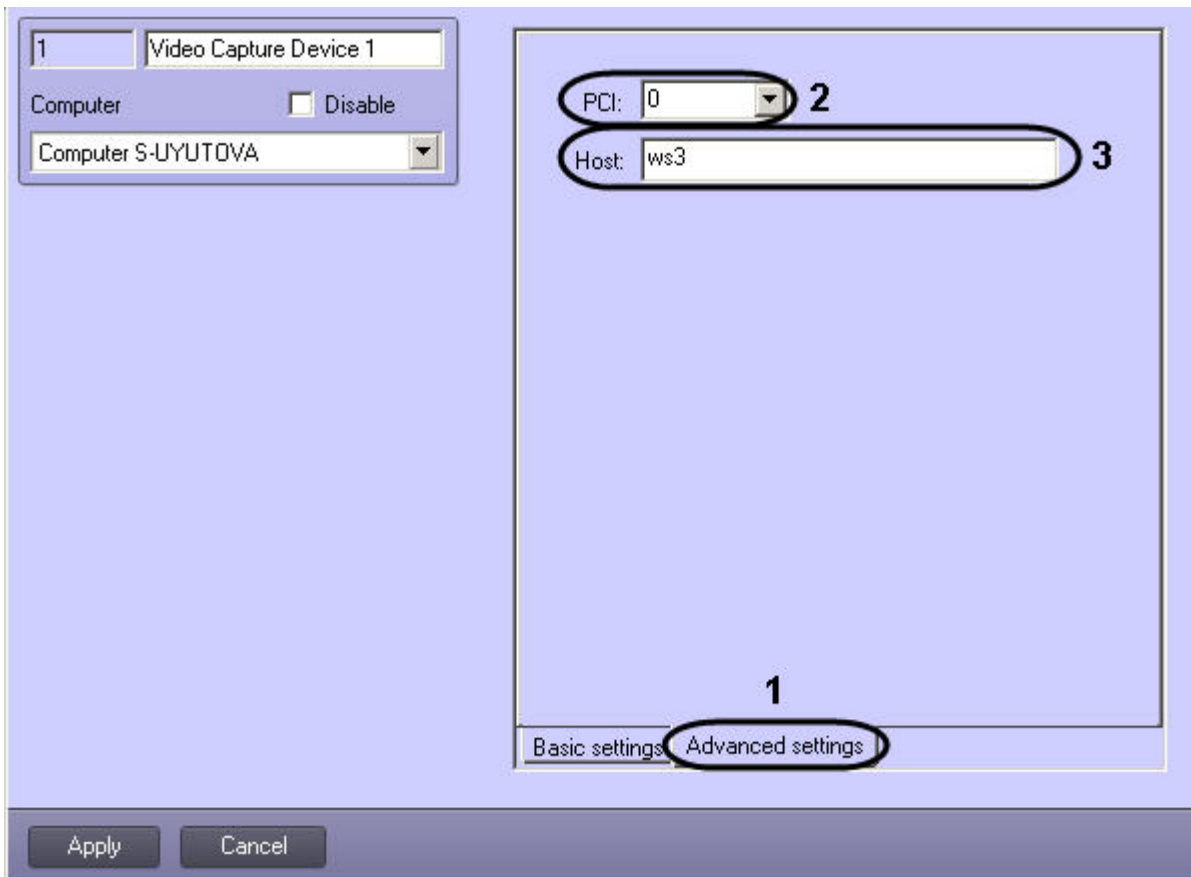 1 Video Capture Device 1
Computer Disable
Computer S-UYUTOVA
PCI: 0 2
Host: ws3 3
1
Basic settings Advanced settings
Apply Cancel